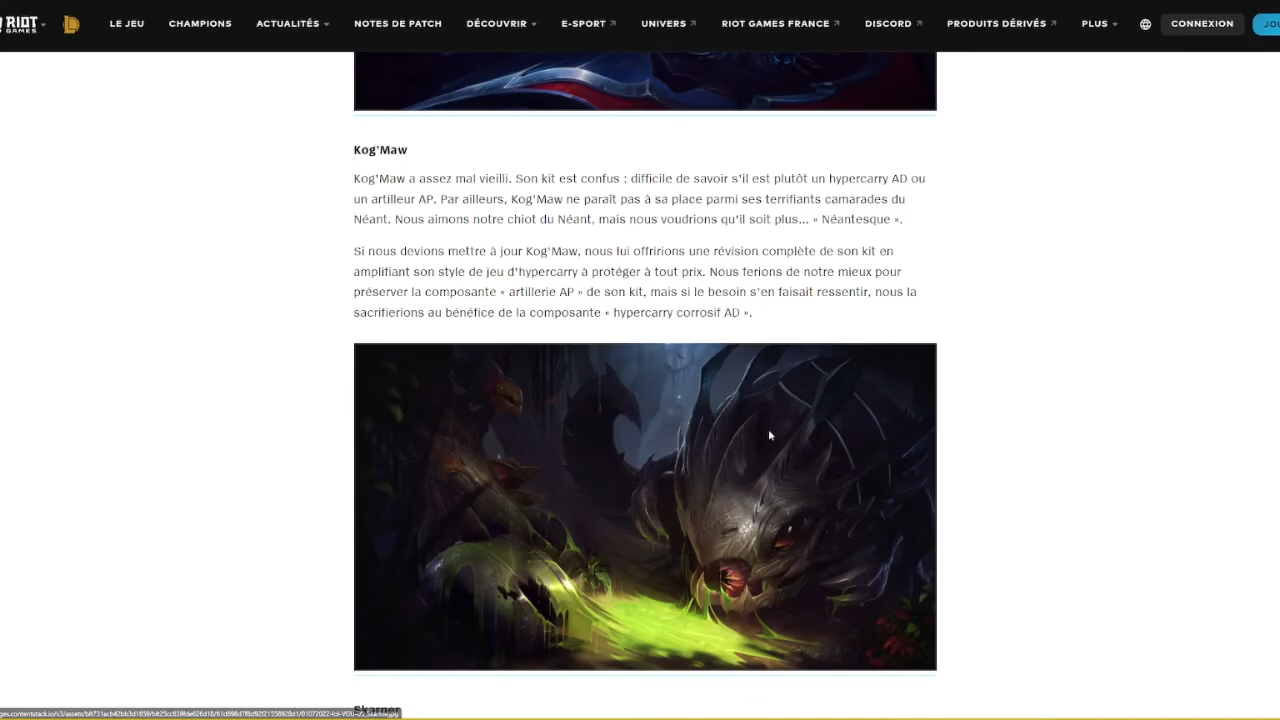 RIOT
GAMES
LE JEU
CHAMPIONS
ACTUALITÉS
NOTES DE PATCH
DÉCOUVRIR
E-SPORT
UNIVERS
RIOT GAMES FRANCE
DISCORD
PRODUITS DÉRIVÉS
PLUS
CONNEXION
JOU
Kog'Maw
Kog'Maw a assez mal vieilli. Son kit est confus : difficile de savoir s'il est plutôt un hypercarry AD ou
un artilleur AP. Par ailleurs, Kog'Maw ne paraît pas à sa place parmi ses terrifiants camarades du
Néant. Nous aimons notre chiot du Néant, mais nous voudrions qu'il soit plus... « Néantesque ».
Si nous devions mettre à jour Kog'Maw, nous lui offririons une révision complète de son kit en
amplifiant son style de jeu d'hypercarry à protéger à tout prix. Nous ferions de notre mieux pour
préserver la composante « artillerie AP » de son kit, mais si le besoin s'en faisait ressentir, nous la
sacrifierions au bénéfice de la composante « hypercarry corrosif AD ».
Skarner